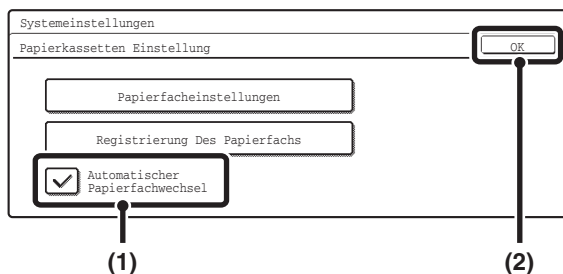 Systemeinstellungen
Papierkassetten Einstellung
OK
Papierfacheinstellungen
Registrierung Des Papierfachs
Automatischer
Papierfachwechsel
(1)
(2)